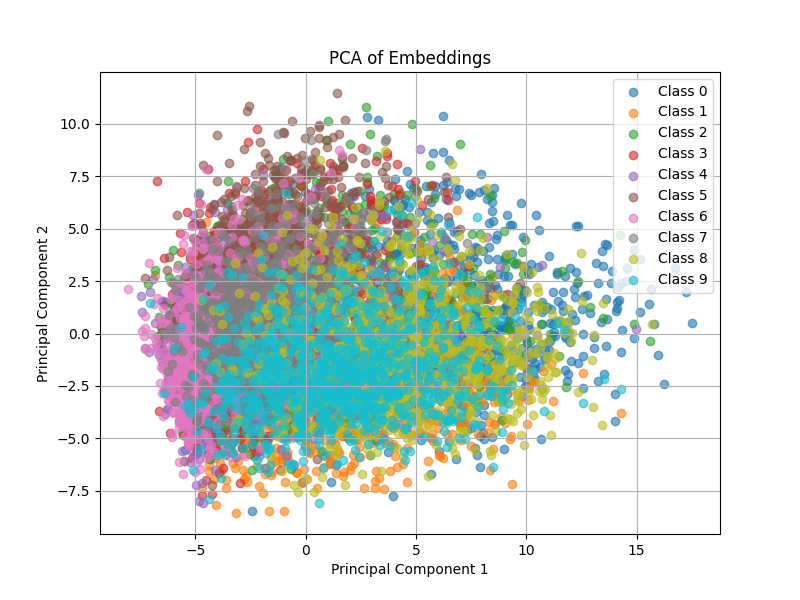 PCA of Embeddings
Class 0
Class 1
Class 2
Class 3
Class 4
Class 5
Class 6
Class 7
Class 8
Class 9
Principal Component 2
10.0
7.5
5.0
2.5
0.0
−2.5
−5.0
−7.5
−5
0
5
10
15
Principal Component 1